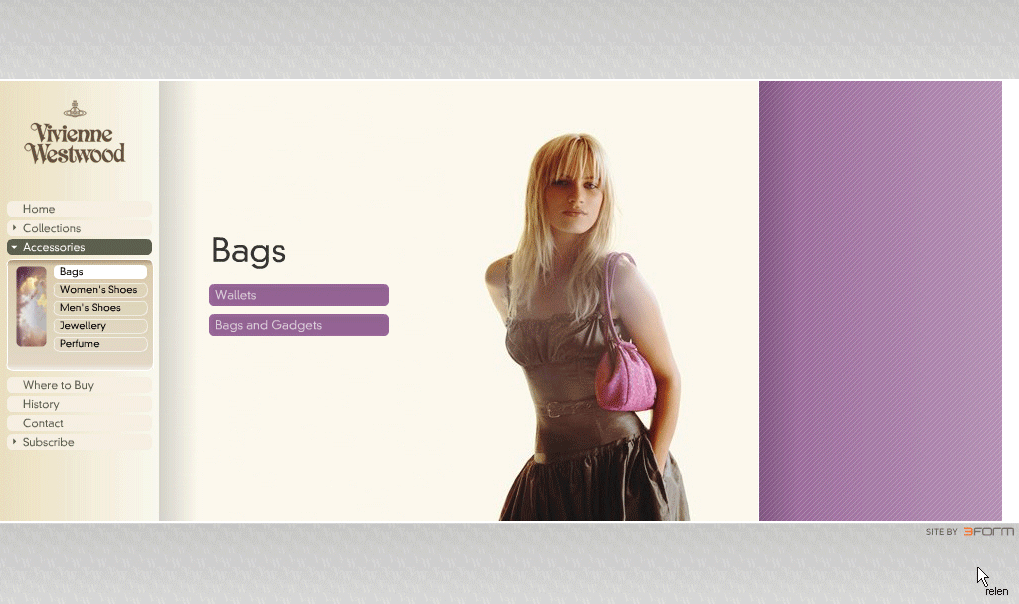 Vivienne
Westwood
Home
Collections
Accessories
Bags
Women's Shoes
Men's Shoes
Jewellery
Perfume
Where to Buy
History
Contact
Subscribe
Bags
Wallets
Bags and Gadgets
SITE BY 3FORM
relen